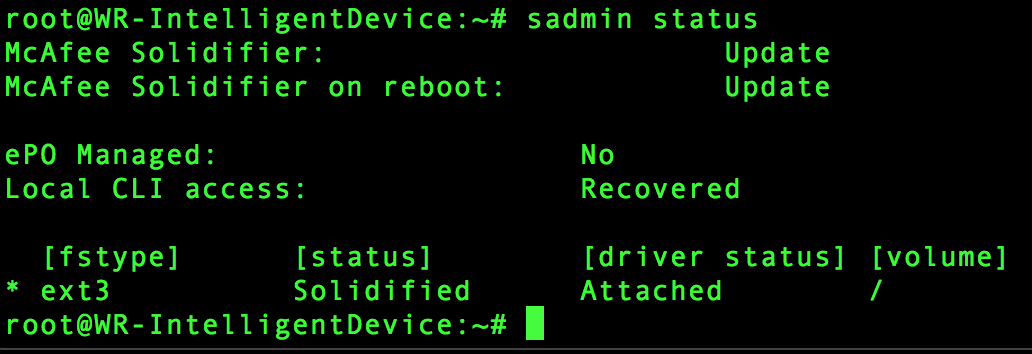 root@WR-IntelligentDevice:~# sadmin status
McAfee Solidifier: Update
McAfee Solidifier on reboot: Update
ePO Managed: No
Local CLI access: Recovered
[fstype] [status] [driver status] [volume]
* ext3 Solidified Attached /
root@WR-IntelligentDevice:~#